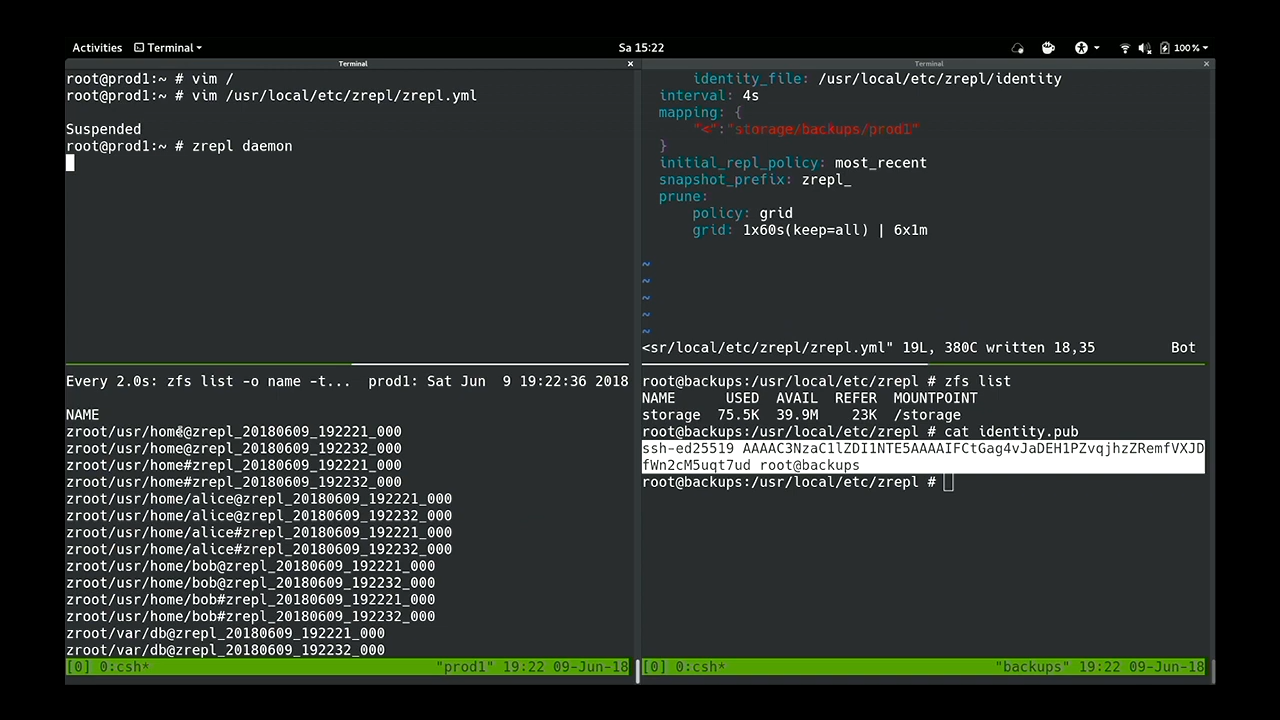 Activities Terminal Sa 15:22 100%
Terminal
root@prod1:~ # vim /
root@prod1:~ # vim /usr/local/etc/zrepl/zrepl.yml
Suspended
root@prod1:~ # zrepl daemon
Every 2.0s: zfs list -o name -t... prod1: Sat Jun 9 19:22:36 2018
NAME
zroot/usr/home@zrepl_20180609_192221_000
zroot/usr/home@zrepl_20180609_192232_000
zroot/usr/home#zrepl_20180609_192221_000
zroot/usr/home#zrepl_20180609_192232_000
zroot/usr/home/alice@zrepl_20180609_192221_000
zroot/usr/home/alice@zrepl_20180609_192232_000
zroot/usr/home/alice#zrepl_20180609_192221_000
zroot/usr/home/alice#zrepl_20180609_192232_000
zroot/usr/home/bob@zrepl_20180609_192221_000
zroot/usr/home/bob@zrepl_20180609_192232_000
zroot/usr/home/bob#zrepl_20180609_192221_000
zroot/usr/home/bob#zrepl_20180609_192232_000
zroot/var/db@zrepl_20180609_192221_000
zroot/var/db@zrepl_20180609_192232_000
[0] 0:csh* "prod1" 19:22 09-Jun-18
Terminal
identity_file: /usr/local/etc/zrepl/identity
interval: 4s
mapping: {
"<":"storage/backups/prod1"
}
initial_repl_policy: most_recent
snapshot_prefix: zrepl_
prune:
policy: grid
grid: 1x60s(keep=all) | 6x1m
~
~
~
~
~
<sr/local/etc/zrepl/zrepl.yml" 19L, 380C written 18,35 Bot
root@backups:/usr/local/etc/zrepl # zfs list
NAME USED AVAIL REFER MOUNTPOINT
storage 75.5K 39.9M 23K /storage
root@backups:/usr/local/etc/zrepl # cat identity.pub
ssh-ed25519 AAAAC3NzaC1lZDI1NTE5AAAAIFCtGag4vJaDEH1PZvqjhzZRemfVXJD
fWn2cM5uqt7ud root@backups
root@backups:/usr/local/etc/zrepl #
[0] 0:csh* "backups" 19:22 09-Jun-18